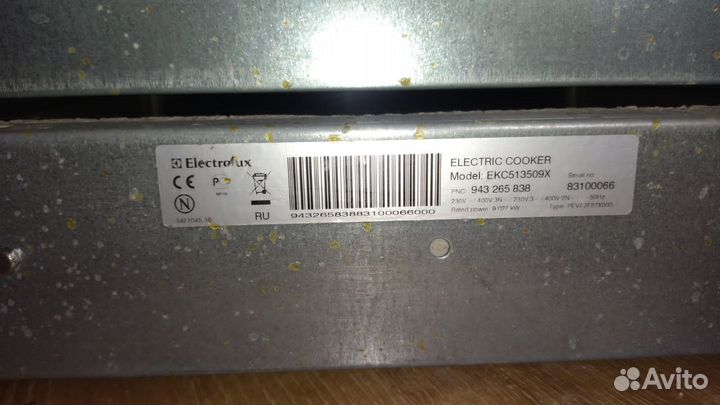 Electrolux
CE
N
RU
94326583883100066000
ELECTRIC COOKER
Model: EKC513509X
Serial no.
PNC 943 265 838
83100066
230V 400V 3N 230V 3 400V 2N 50Hz
Rated power: 9.027 kW
Type:
Avito